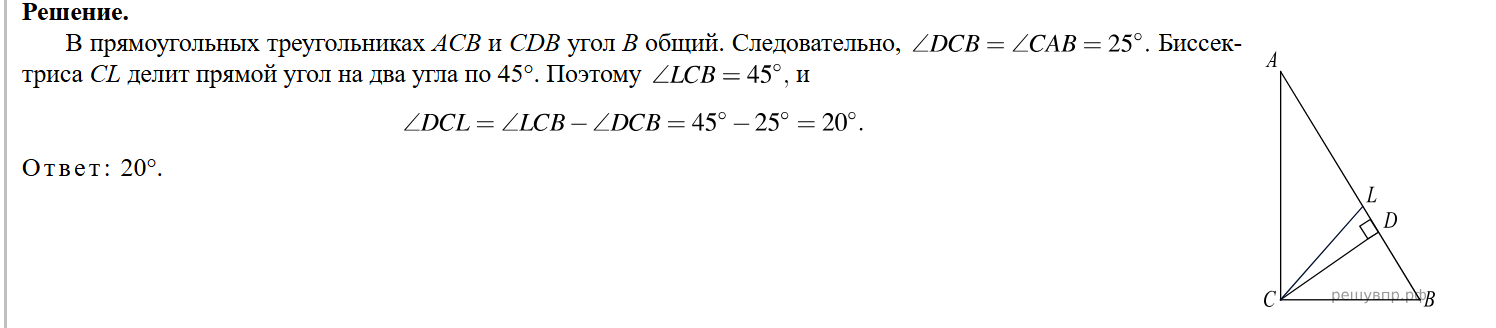 Решение.
В прямоугольных треугольниках ACB и CDB угол B общий. Следовательно, ∠DCB = ∠CAB = 25°. Биссек-
триса CL делит прямой угол на два угла по 45°. Поэтому ∠LCB = 45°, и
∠DCL = ∠LCB − ∠DCB = 45° − 25° = 20°.
Ответ: 20°.
A
L
D
C
B
решувпр.рф